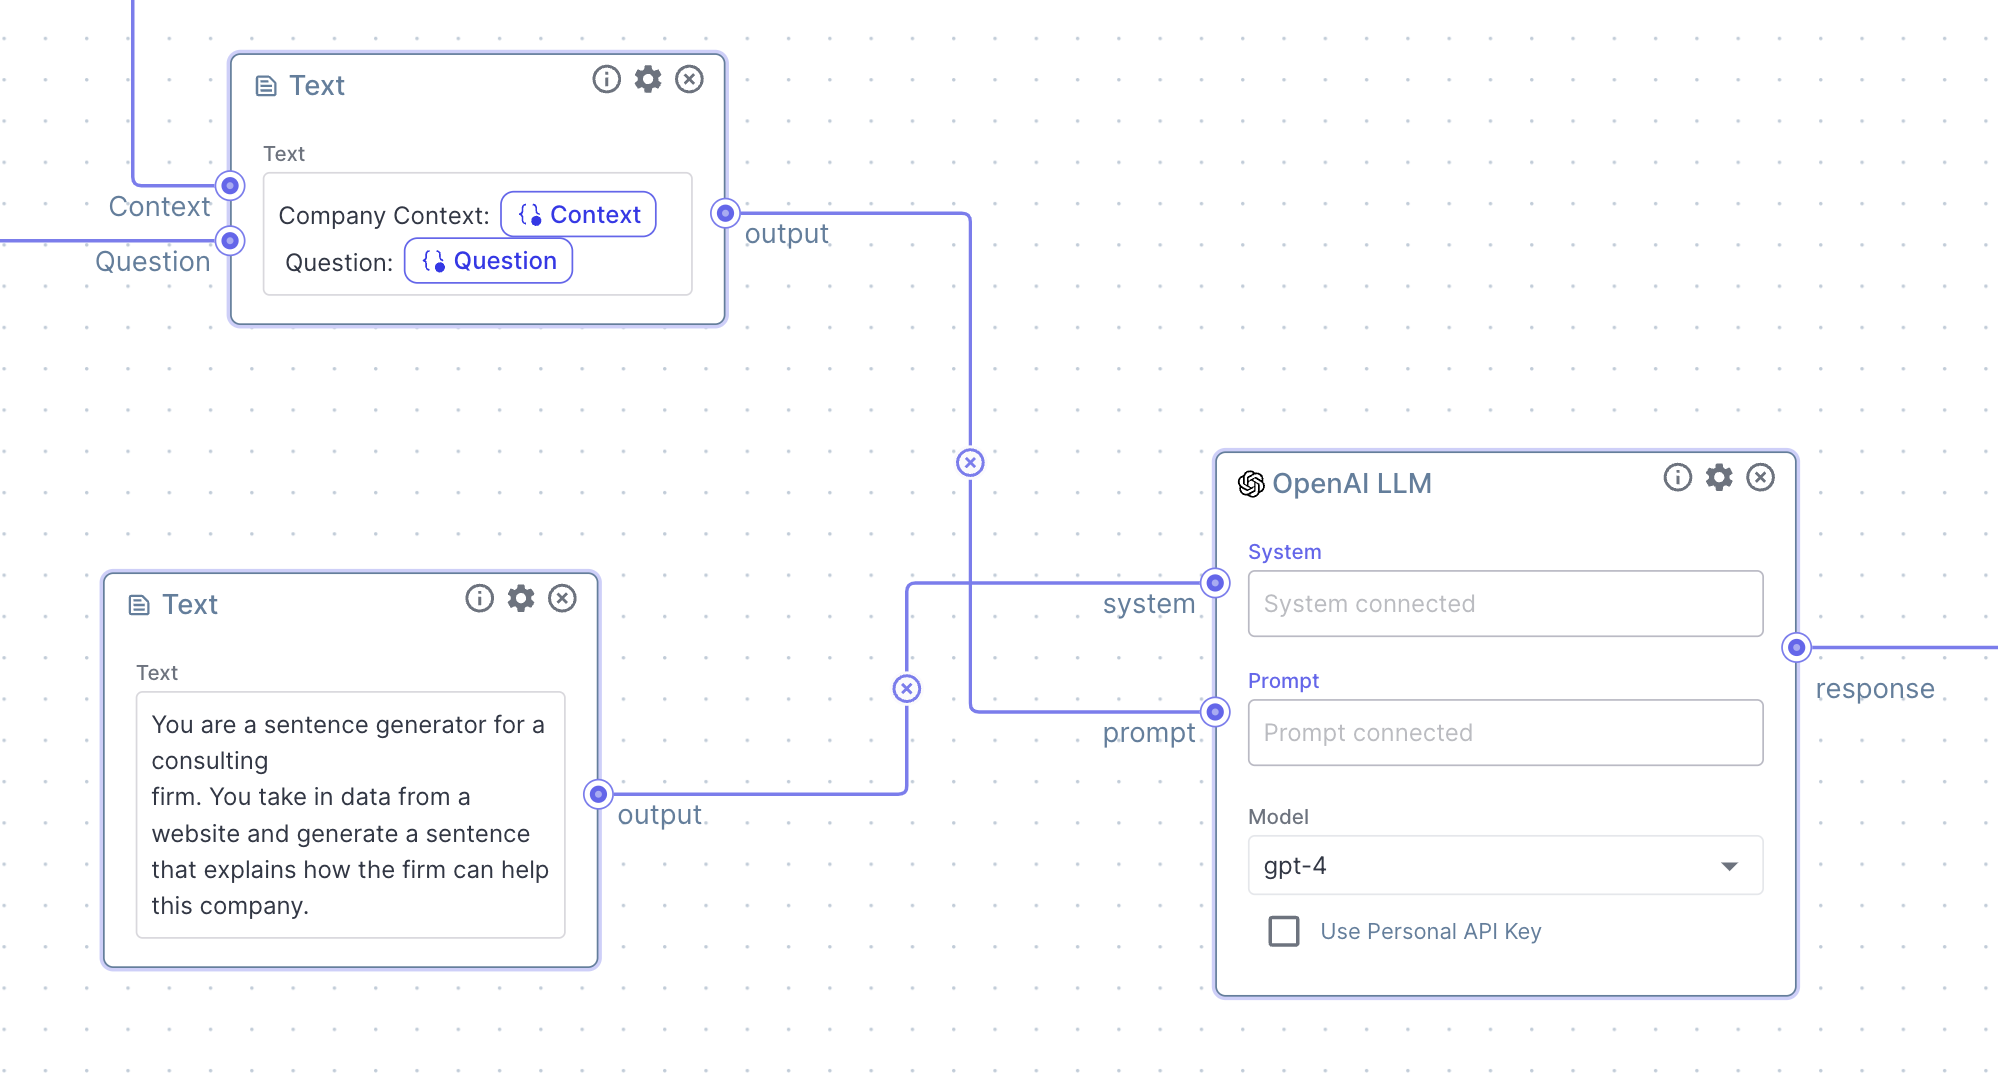 Text
Text
Context
Company Context: Context
output
Question
Question: Question
OpenAI LLM
System
system
System connected
Text
Text
You are a sentence generator for a
consulting
firm. You take in data from a
website and generate a sentence
that explains how the firm can help
this company.
output
Prompt
prompt
Prompt connected
response
Model
gpt-4
Use Personal API Key